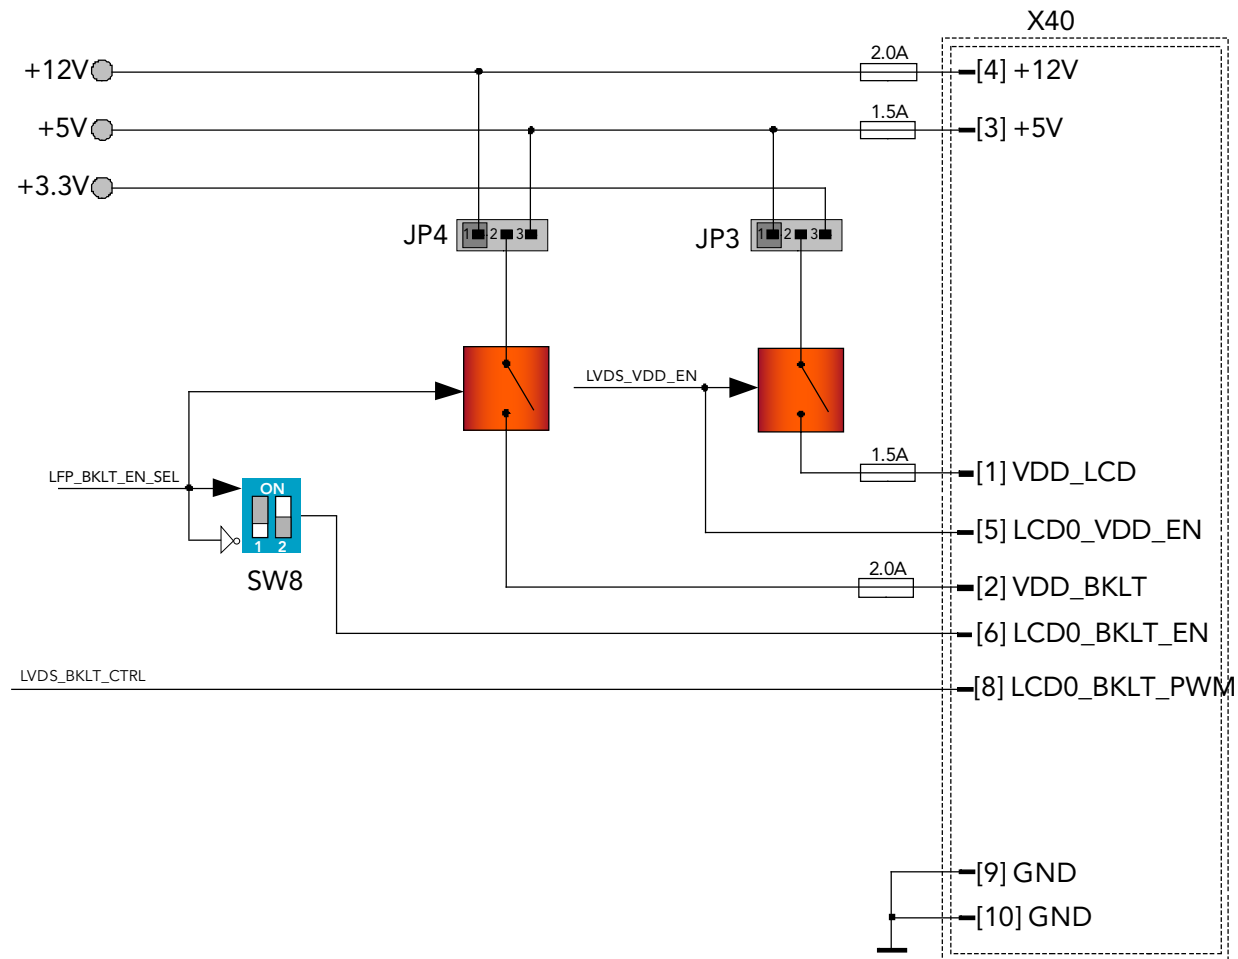 X40
+12V
2.0A
[4] +12V
+5V
1.5A
[3] +5V
+3.3V
JP4
1 2 3
JP3
1 2 3
LVDS_VDD_EN
1.5A
[1] VDD_LCD
LFP_BKLT_EN_SEL
ON
1 2
SW8
[5] LCD0_VDD_EN
2.0A
[2] VDD_BKLT
[6] LCD0_BKLT_EN
LVDS_BKLT_CTRL
[8] LCD0_BKLT_PWM
[9] GND
[10] GND